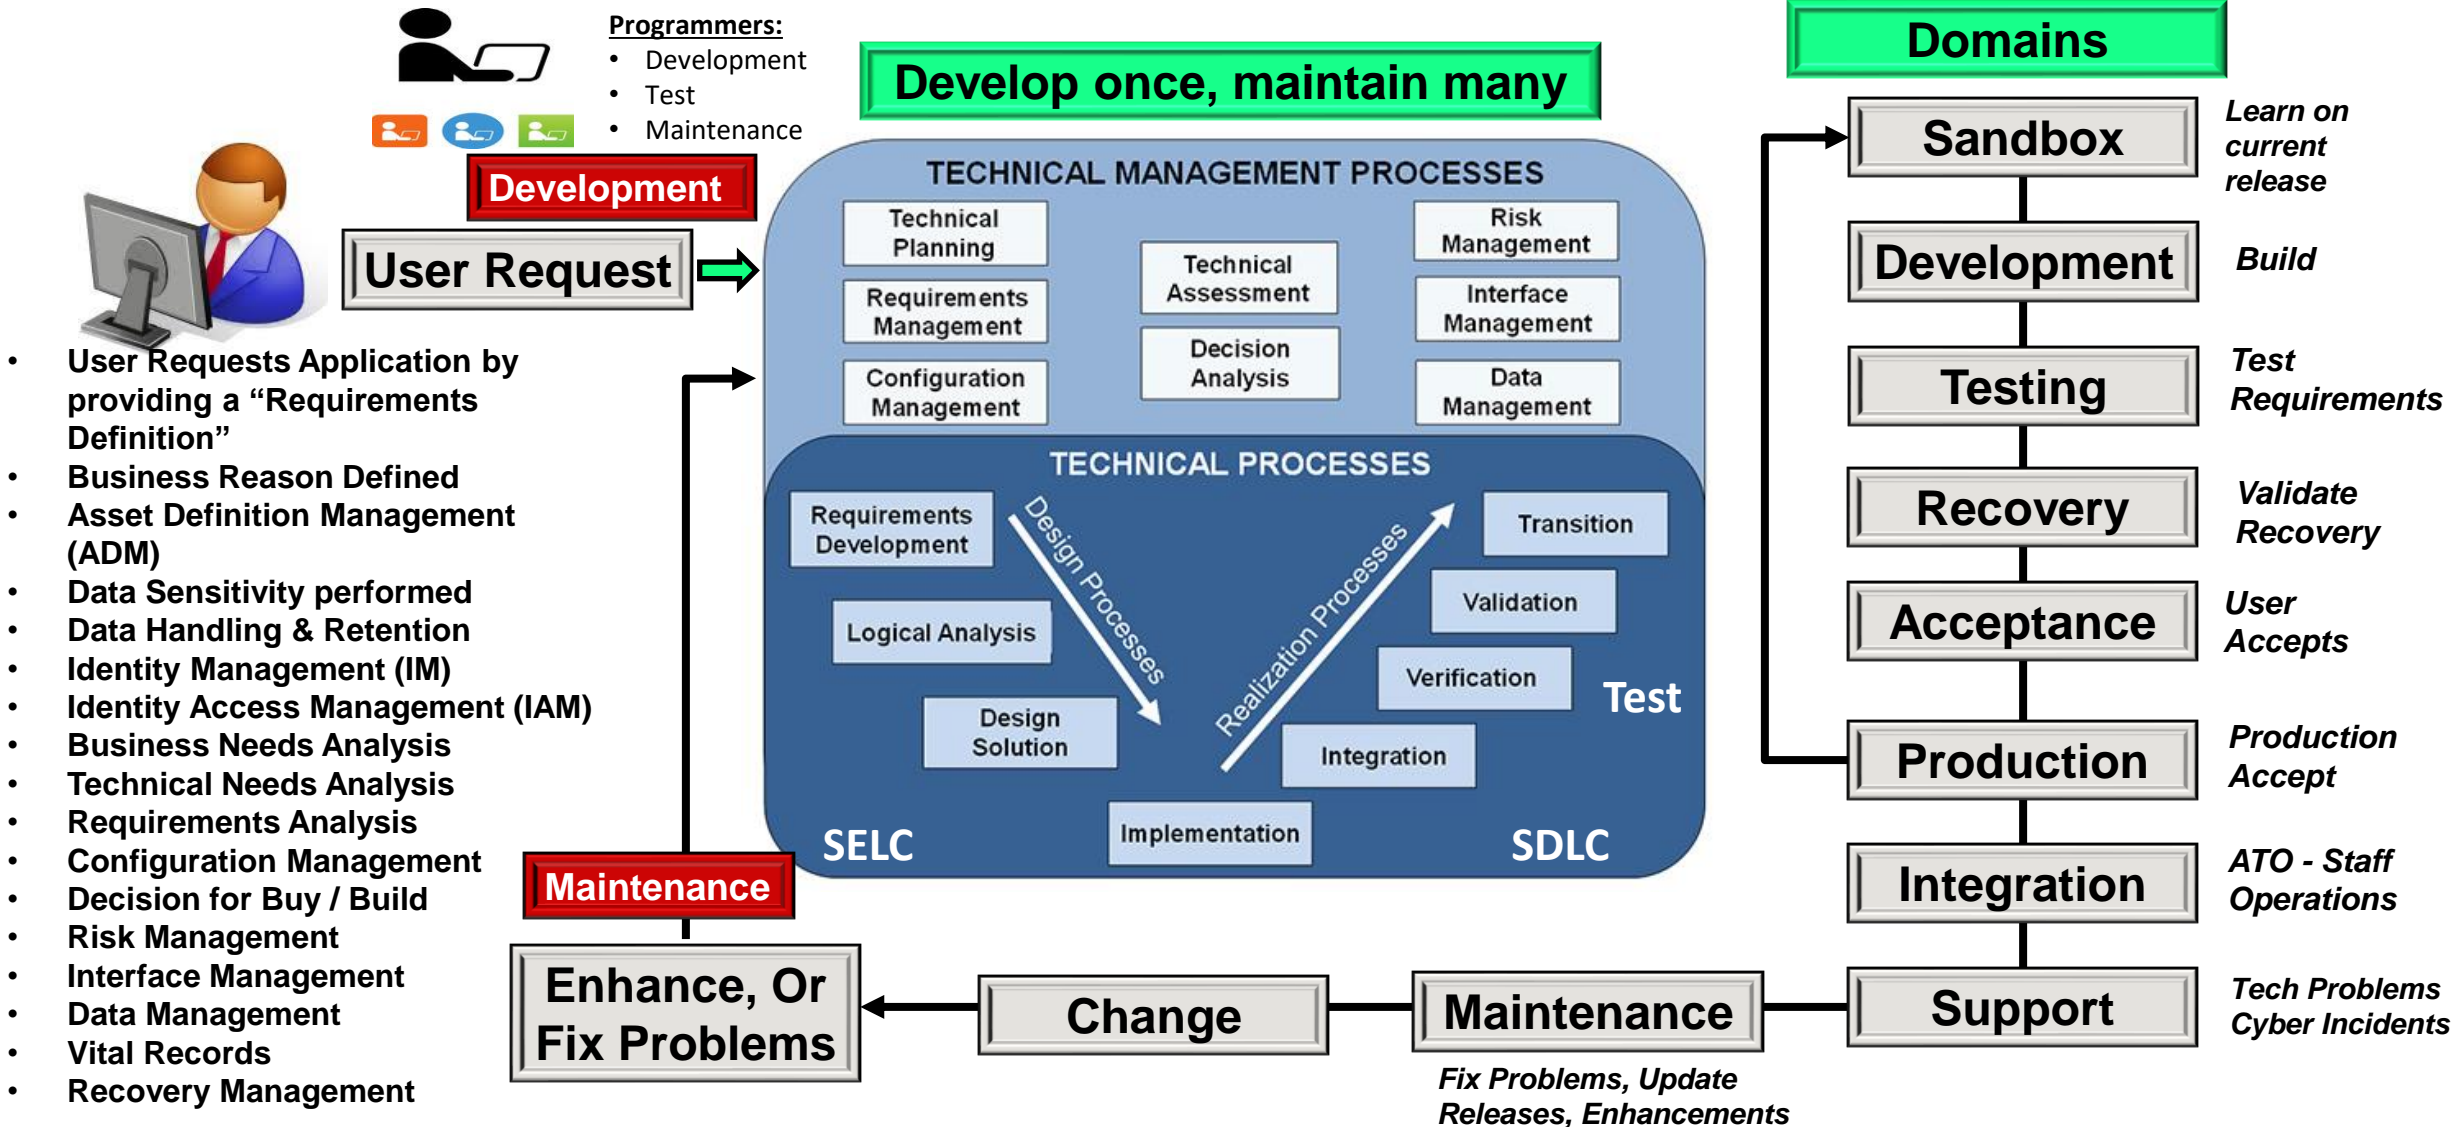 Programmers:
• Development
• Test
• Maintenance
Develop once, maintain many
Domains
Development
User Request
• User Requests Application by
providing a “Requirements
Definition”
• Business Reason Defined
• Asset Definition Management
(ADM)
• Data Sensitivity performed
• Data Handling & Retention
• Identity Management (IM)
• Identity Access Management (IAM)
• Business Needs Analysis
• Technical Needs Analysis
• Requirements Analysis
• Configuration Management
• Decision for Buy / Build
• Risk Management
• Interface Management
• Data Management
• Vital Records
• Recovery Management
TECHNICAL MANAGEMENT PROCESSES
Technical
Planning
Requirements
Management
Configuration
Management
Technical
Assessment
Decision
Analysis
Risk
Management
Interface
Management
Data
Management
TECHNICAL PROCESSES
Requirements
Development
Logical Analysis
Design
Solution
Design Processes
Implementation
Realization Processes
Integration
Verification
Validation
Transition
Test
SELC
SDLC
Sandbox
Learn on
current
release
Development
Build
Testing
Test
Requirements
Recovery
Validate
Recovery
Acceptance
User
Accepts
Production
Production
Accept
Integration
ATO - Staff
Operations
Support
Tech Problems
Cyber Incidents
Maintenance
Fix Problems, Update
Releases, Enhancements
Change
Enhance, Or
Fix Problems
Maintenance